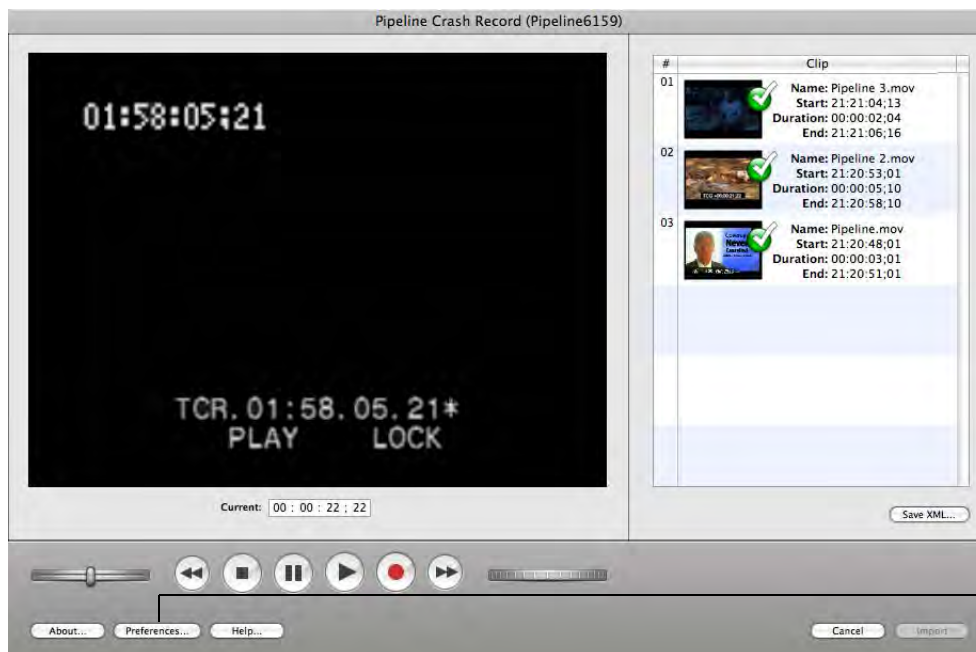 Pipeline Crash Record (Pipeline6159)
01:58:05:21
TCR.01:58.05.21*
PLAY LOCK
Current: 00 : 00 : 22 ; 22
# Clip
01
Name: Pipeline 3.mov
Start: 21:21:04;13
Duration: 00:00:02;04
End: 21:21:06;16
02
Name: Pipeline 2.mov
Start: 21:20:53;01
Duration: 00:00:05;10
End: 21:20:58;10
03
News
Name: Pipeline.mov
Start: 21:20:48;01
Duration: 00:00:03;01
End: 21:20:51;01
Save XML...
About... Preferences... Help...
Cancel Import